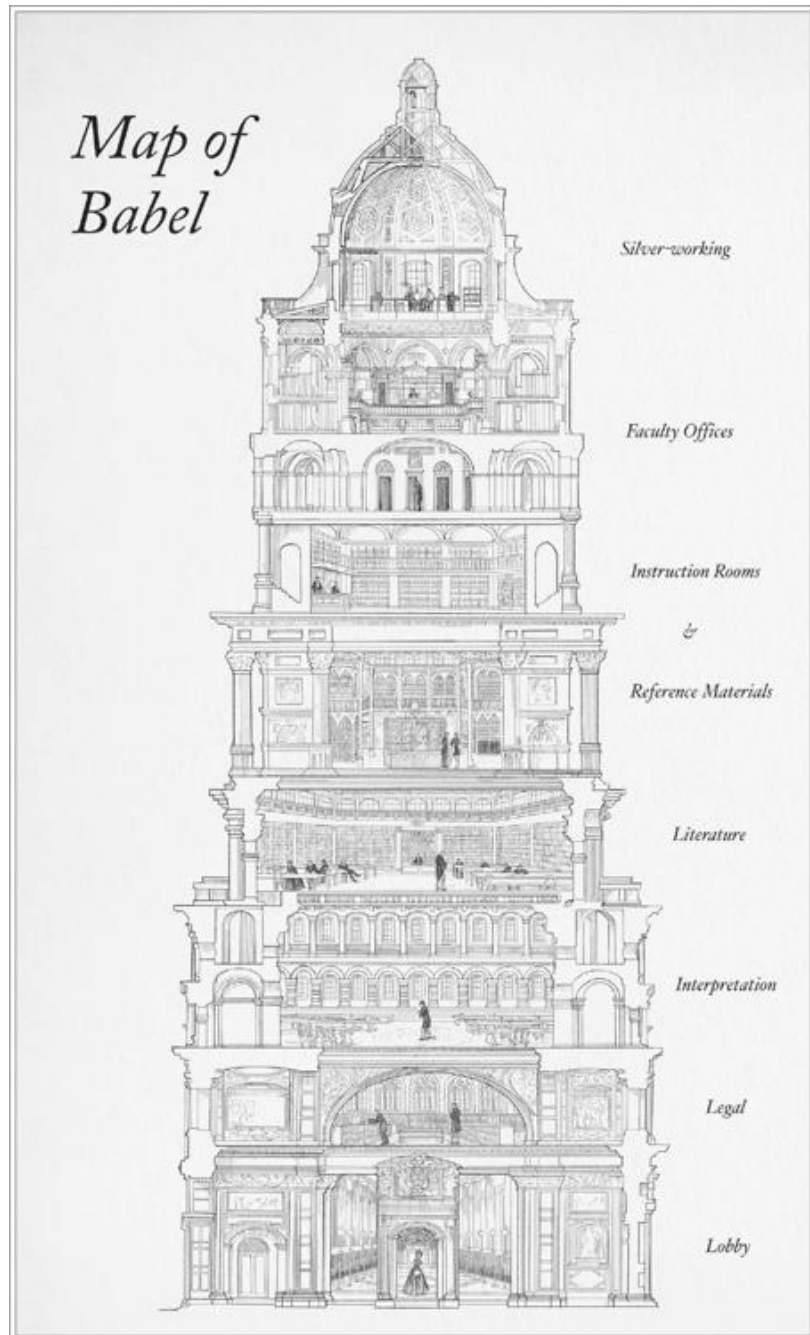 Map of
Babel
Silver-working
Faculty Offices
Instruction Rooms
&
Reference Materials
Literature
Interpretation
Legal
Lobby